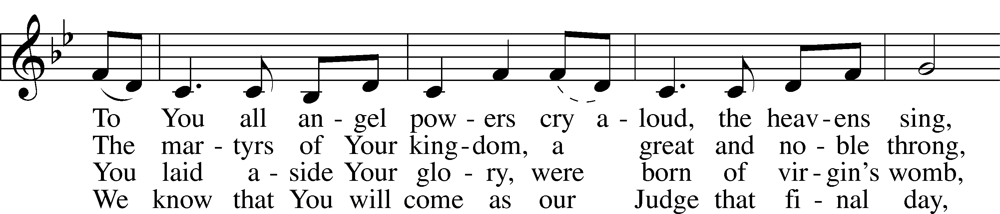 To You all an - gel pow - ers cry a - loud, the heav - ens sing,
The mar - tyrs of Your king - dom, a great and no - ble throng,
You laid a - side Your glo - ry, were born of vir - gin's womb,
We know that You will come as our Judge that fi - nal day,